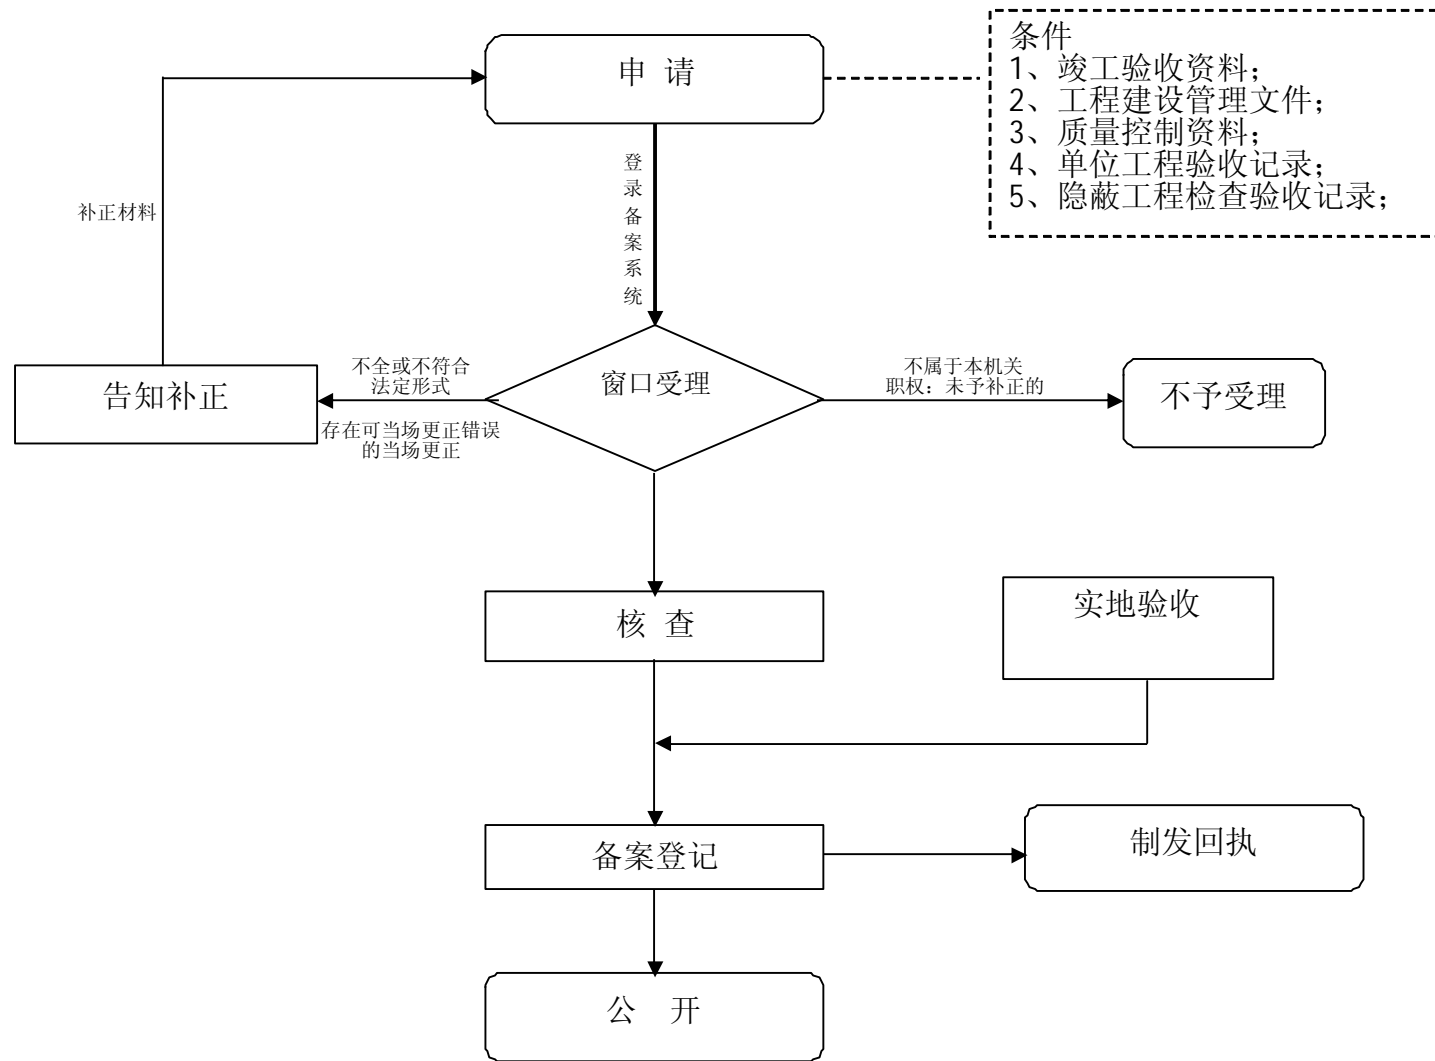 申 请
条件
1、竣工验收资料；
2、工程建设管理文件；
3、质量控制资料；
4、单位工程验收记录；
5、隐蔽工程检查验收记录；
登录备案系统
补正材料
告知补正
不全或不符合
法定形式
存在可当场更正错误
的当场更正
窗口受理
不属于本机关
职权：未予补正的
不予受理
核 查
实地验收
备案登记
制发回执
公 开